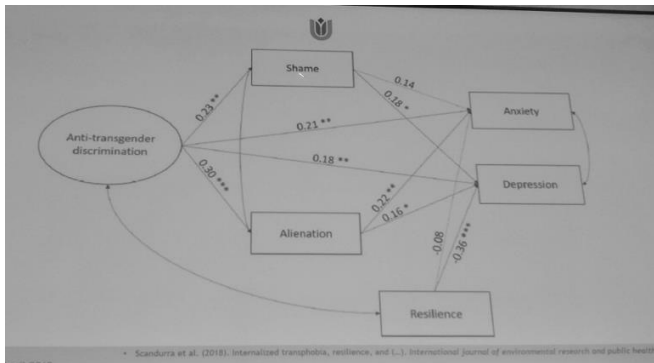 Shame
0.14
0.18 *
Anxiety
0.23 **
0.21 **
Anti-transgender
discrimination
0.18 **
Depression
0.30 ***
0.22 **
0.16 *
Alienation
-0.08
-0.36 ***
Resilience
• Scandurra et al. (2018). Internalized transphobia, resilience, and (...). International journal of environmental research and public health